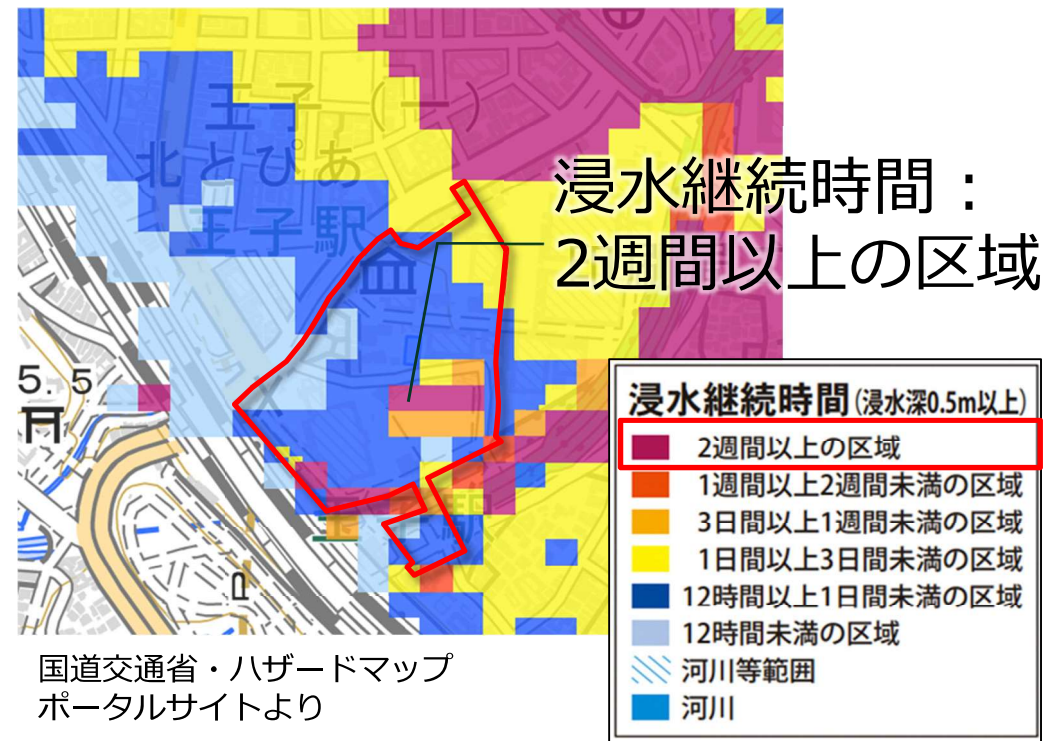 王子(一)
北とぴあ
王子駅
浸水継続時間：
2週間以上の区域
5.5
浸水継続時間(浸水深0.5m以上)
2週間以上の区域
1週間以上2週間未満の区域
3日間以上1週間未満の区域
1日間以上3日間未満の区域
12時間以上1日間未満の区域
12時間未満の区域
河川等範囲
河川
駅
国道交通省・ハザードマップ
ポータルサイトより